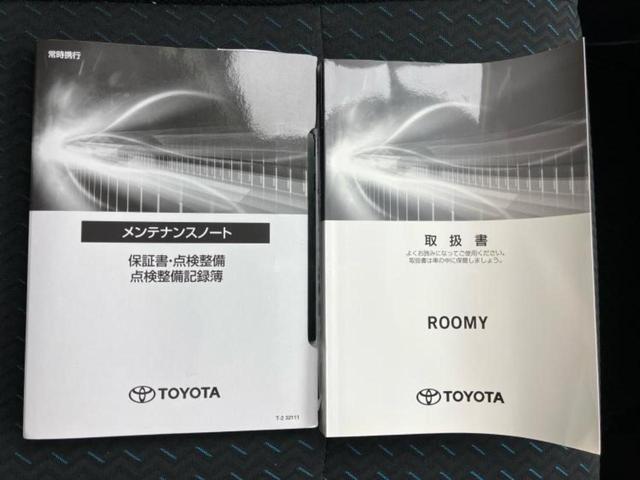 常時携行
メンテナンスノート
保証書・点検整備
点検整備記録簿
TOYOTA
T-2 32111
取扱書
よくお読みになってご使用ください。
取扱書は車の中に保管しましょう。
ROOMY
TOYOTA